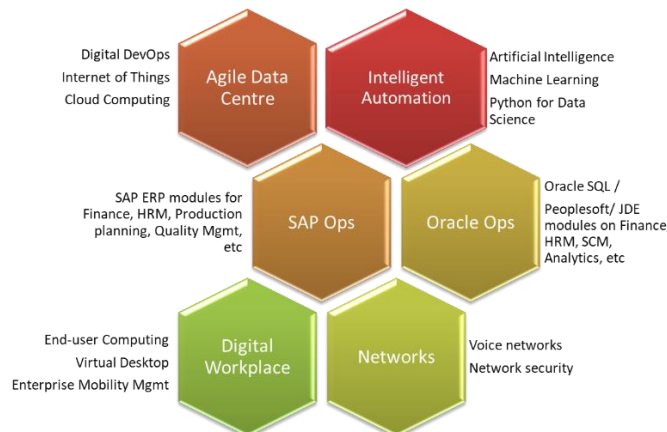 Digital DevOps
Internet of Things
Cloud Computing
Agile Data
Centre
Intelligent
Automation
Artificial Intelligence
Machine Learning
Python for Data
Science
SAP ERP modules for
Finance, HRM, Production
planning, Quality Mgmt,
etc
SAP Ops
Oracle Ops
Oracle SQL /
Peoplesoft/ JDE
modules on Finance
HRM, SCM,
Analytics, etc
End-user Computing
Virtual Desktop
Enterprise Mobility Mgmt
Digital
Workplace
Networks
Voice networks
Network security